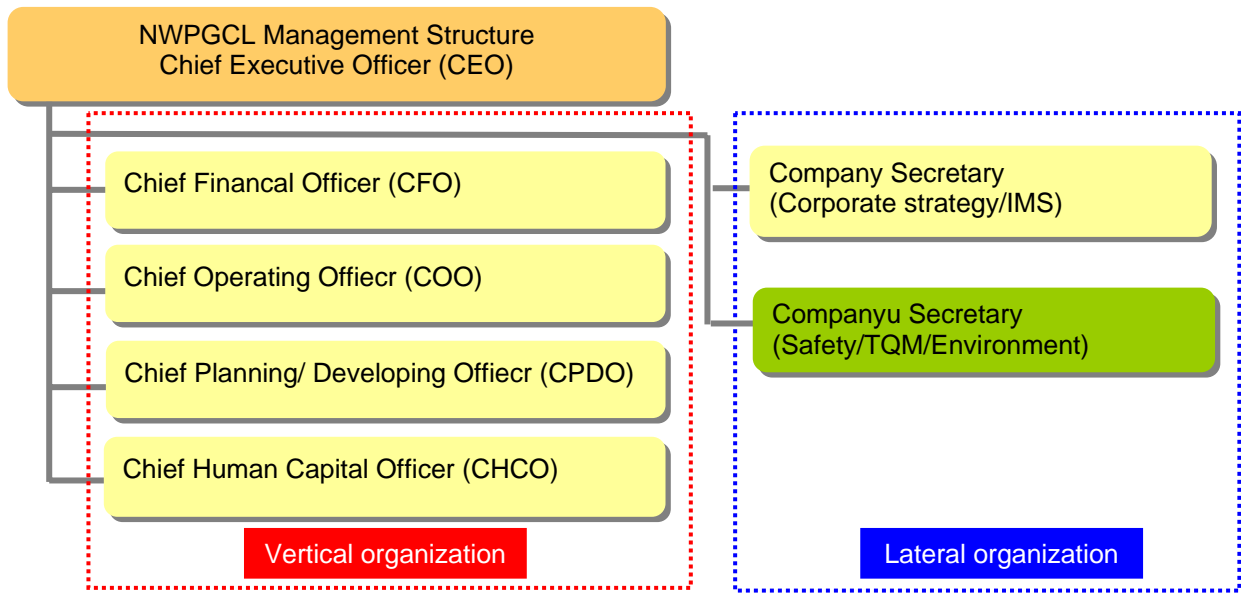 NWPGCL Management Structure
Chief Executive Officer (CEO)
Chief Financal Officer (CFO)
Chief Operating Offiecr (COO)
Chief Planning/ Developing Offiecr (CPDO)
Chief Human Capital Officer (CHCO)
Vertical organization
Company Secretary
(Corporate strategy/IMS)
Companyu Secretary
(Safety/TQM/Environment)
Lateral organization